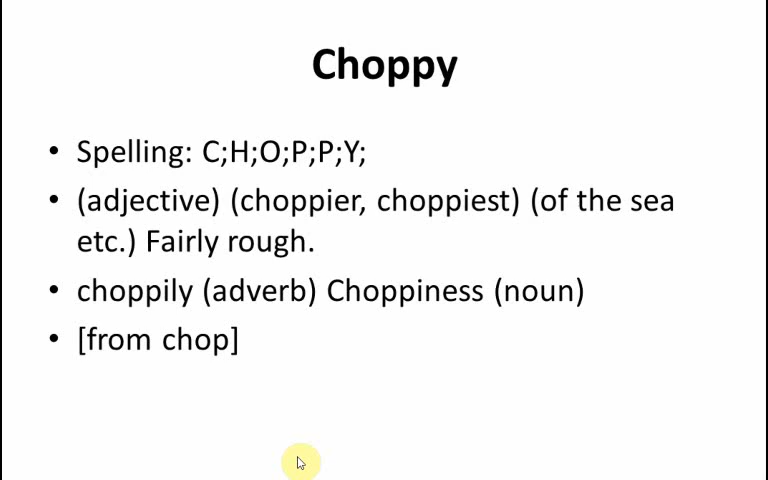 Choppy
• Spelling: C;H;O;P;P;Y;
• (adjective) (choppier, choppiest) (of the sea
etc.) Fairly rough.
• choppily (adverb) Choppiness (noun)
• [from chop]